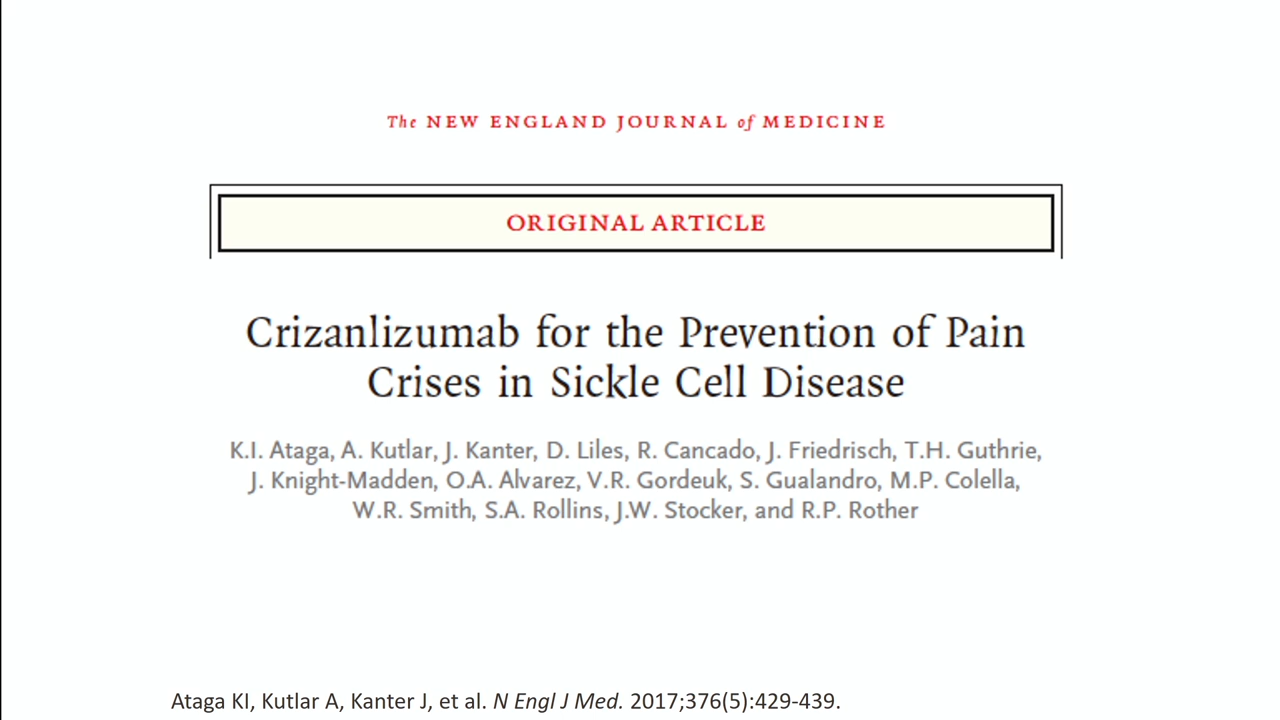 The NEW ENGLAND JOURNAL of MEDICINE
ORIGINAL ARTICLE
Crizanlizumab for the Prevention of Pain
Crises in Sickle Cell Disease
K.I. Ataga, A. Kutlar, J. Kanter, D. Liles, R. Cancado, J. Friedrisch, T.H. Guthrie,
J. Knight-Madden, O.A. Alvarez, V.R. Gordeuk, S. Gualandro, M.P. Colella,
W.R. Smith, S.A. Rollins, J.W. Stocker, and R.P. Rother
Ataga KI, Kutlar A, Kanter J, et al. N Engl J Med. 2017;376(5):429-439.